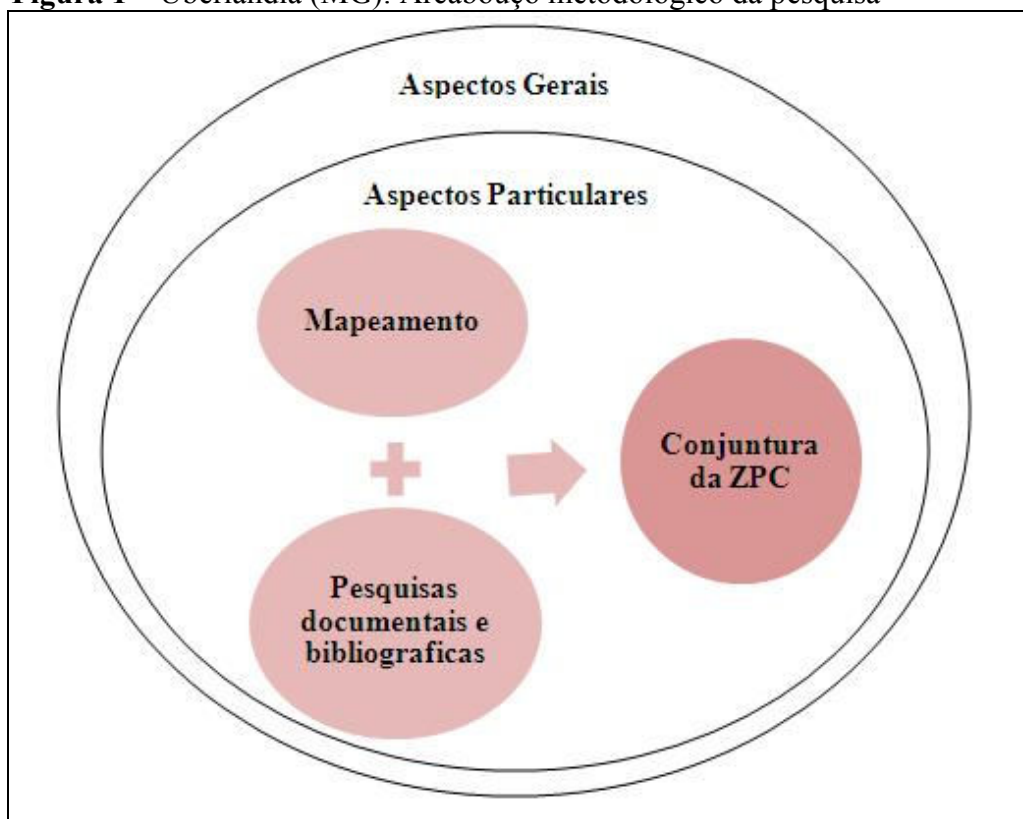 Figura 1 – Uberlândia (MG): Arcabouço metodológico da pesquisa
Aspectos Gerais
Aspectos Particulares
Mapeamento
Pesquisas
documentais e
bibliograficas
Conjuntura
da ZPC